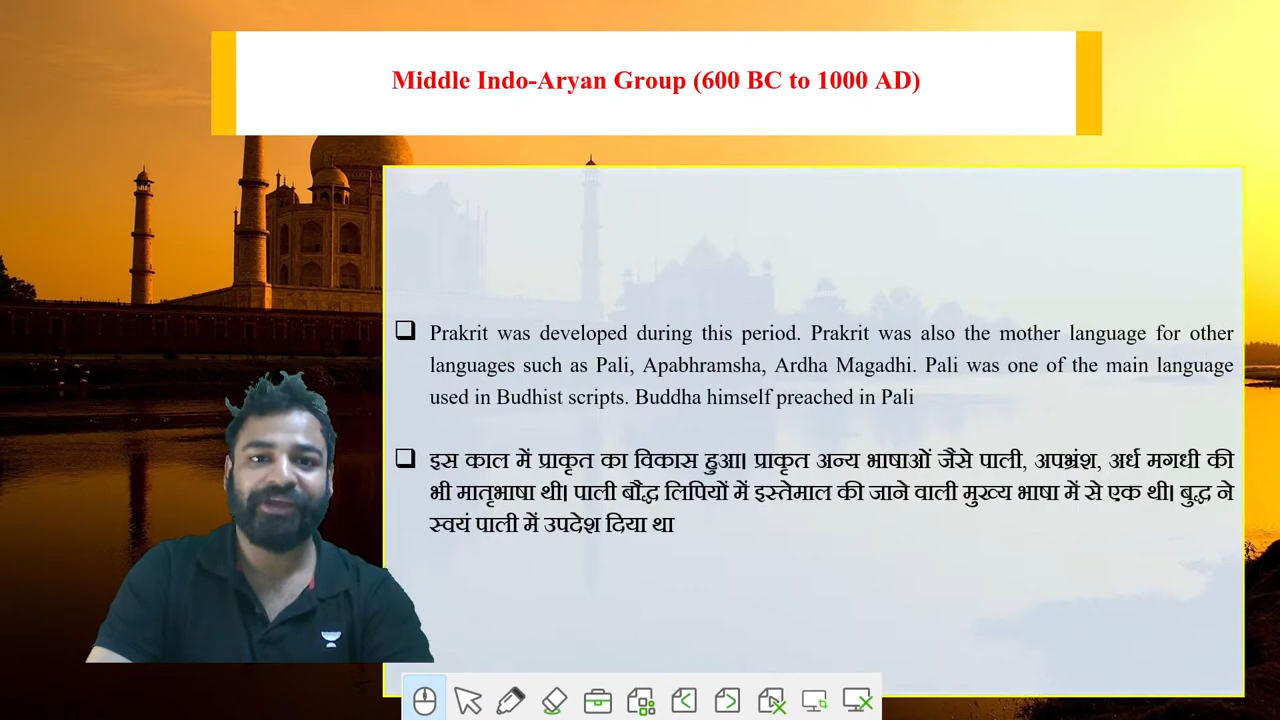 Middle Indo-Aryan Group (600 BC to 1000 AD)
Prakrit was developed during this period. Prakrit was also the mother language for other
languages such as Pali, Apabhramsha, Ardha Magadhi. Pali was one of the main language
used in Budhist scripts. Buddha himself preached in Pali
इस काल में प्राकृत का विकास हुआ। प्राकृत अन्य भाषाओं जैसे पाली, अपभ्रंश, अर्ध मगधी की
भी मातृभाषा थी। पाली बौद्ध लिपियों में इस्तेमाल की जाने वाली मुख्य भाषा में से एक थी। बुद्ध ने
स्वयं पाली में उपदेश दिया था